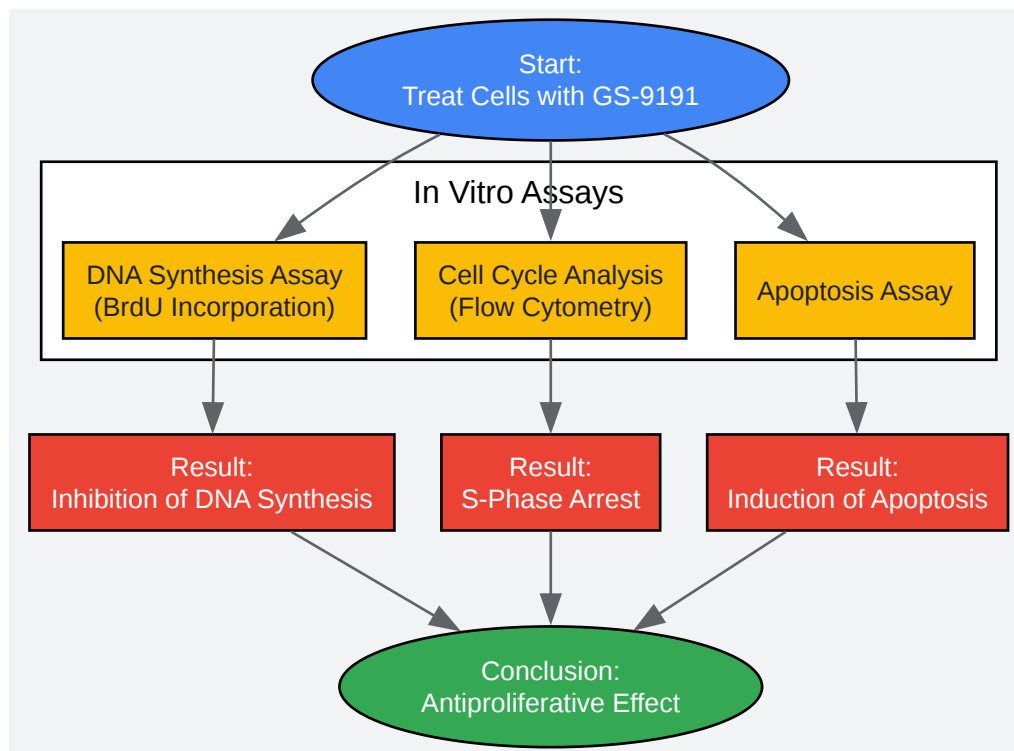 Start:
Treat Cells with GS-9191
In Vitro Assays
DNA Synthesis Assay
(BrdU Incorporation)
Cell Cycle Analysis
(Flow Cytometry)
Apoptosis Assay
Result:
Inhibition of DNA Synthesis
Result:
S-Phase Arrest
Result:
Induction of Apoptosis
Conclusion:
Antiproliferative Effect